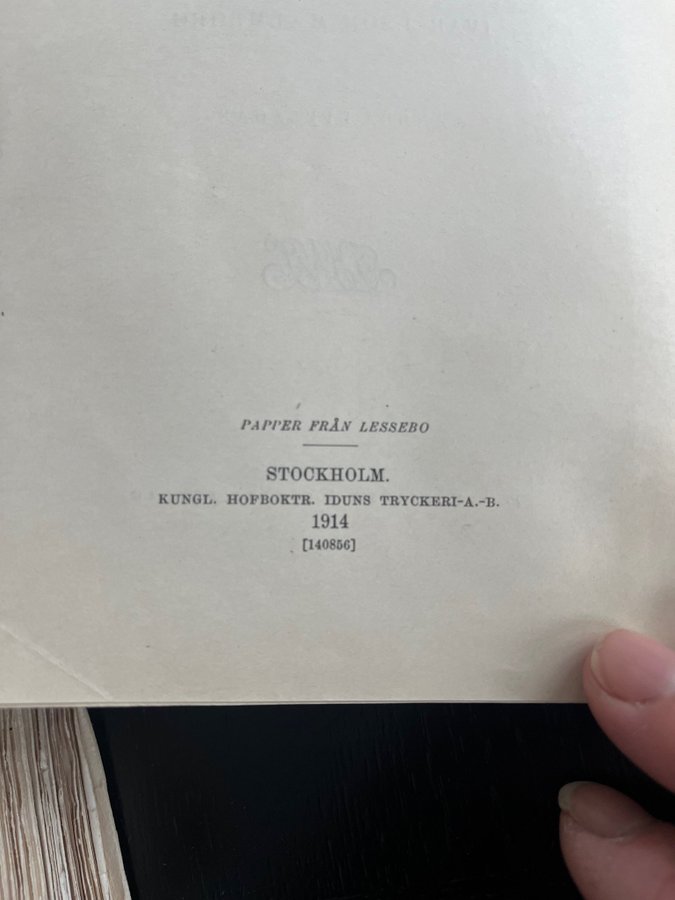 PAPPER FRÅN LESSEBO
STOCKHOLM.
KUNGL. HOFBOKTR. IDUNS TRYCKERI-A.-B.
1914
[140856]